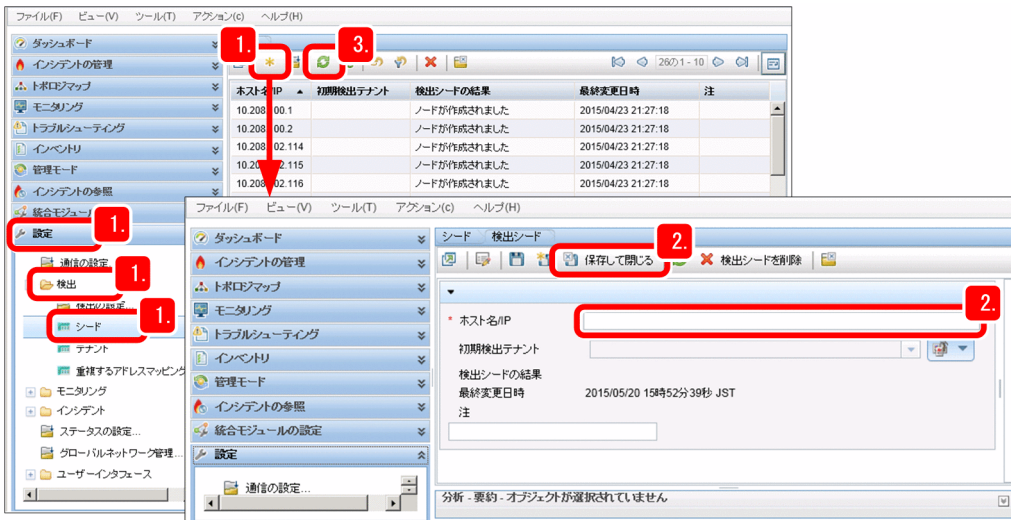 ファイル(F) ビュー(V) ツール(T) アクション(c) ヘルプ(H)
ダッシュボード
インシデントの管理
トポロジマップ
モニタリング
トラブルシューティング
インベントリ
管理モード
インシデントの参照
統合モジュール
設定
通信の設定
検出
検出の設定...
シード
テナント
重複するアドレスマッピング
モニタリング
インシデント
ステータスの設定...
グローバルネットワーク管理...
ユーザーインタフェース
1.
3.
1.
1.
1.
26の1 - 10
ホスト名/IP 初期検出テナント 検出シードの結果 最終変更日時 注
10.208 00.1 ノードが作成されました 2015/04/23 21:27:18
10.208 00.2 ノードが作成されました 2015/04/23 21:27:18
10.208 02.114 ノードが作成されました 2015/04/23 21:27:18
10.20 02.115 ノードが作成されました 2015/04/23 21:27:18
10.208 02.116 ノードが作成されました 2015/04/23 21:27:18
ファイル(F) ビュー(V) ツール(T) アクション(c) ヘルプ(H)
ダッシュボード
インシデントの管理
トポロジマップ
モニタリング
トラブルシューティング
インベントリ
管理モード
インシデントの参照
統合モジュールの設定
設定
通信の設定...
シード 検出シード
2.
保存して閉じる 検出シードを削除
2.
* ホスト名/IP
初期検出テナント
検出シードの結果
最終変更日時 2015/05/20 15時52分39秒 JST
注
分析 - 要約 - オブジェクトが選択されていません